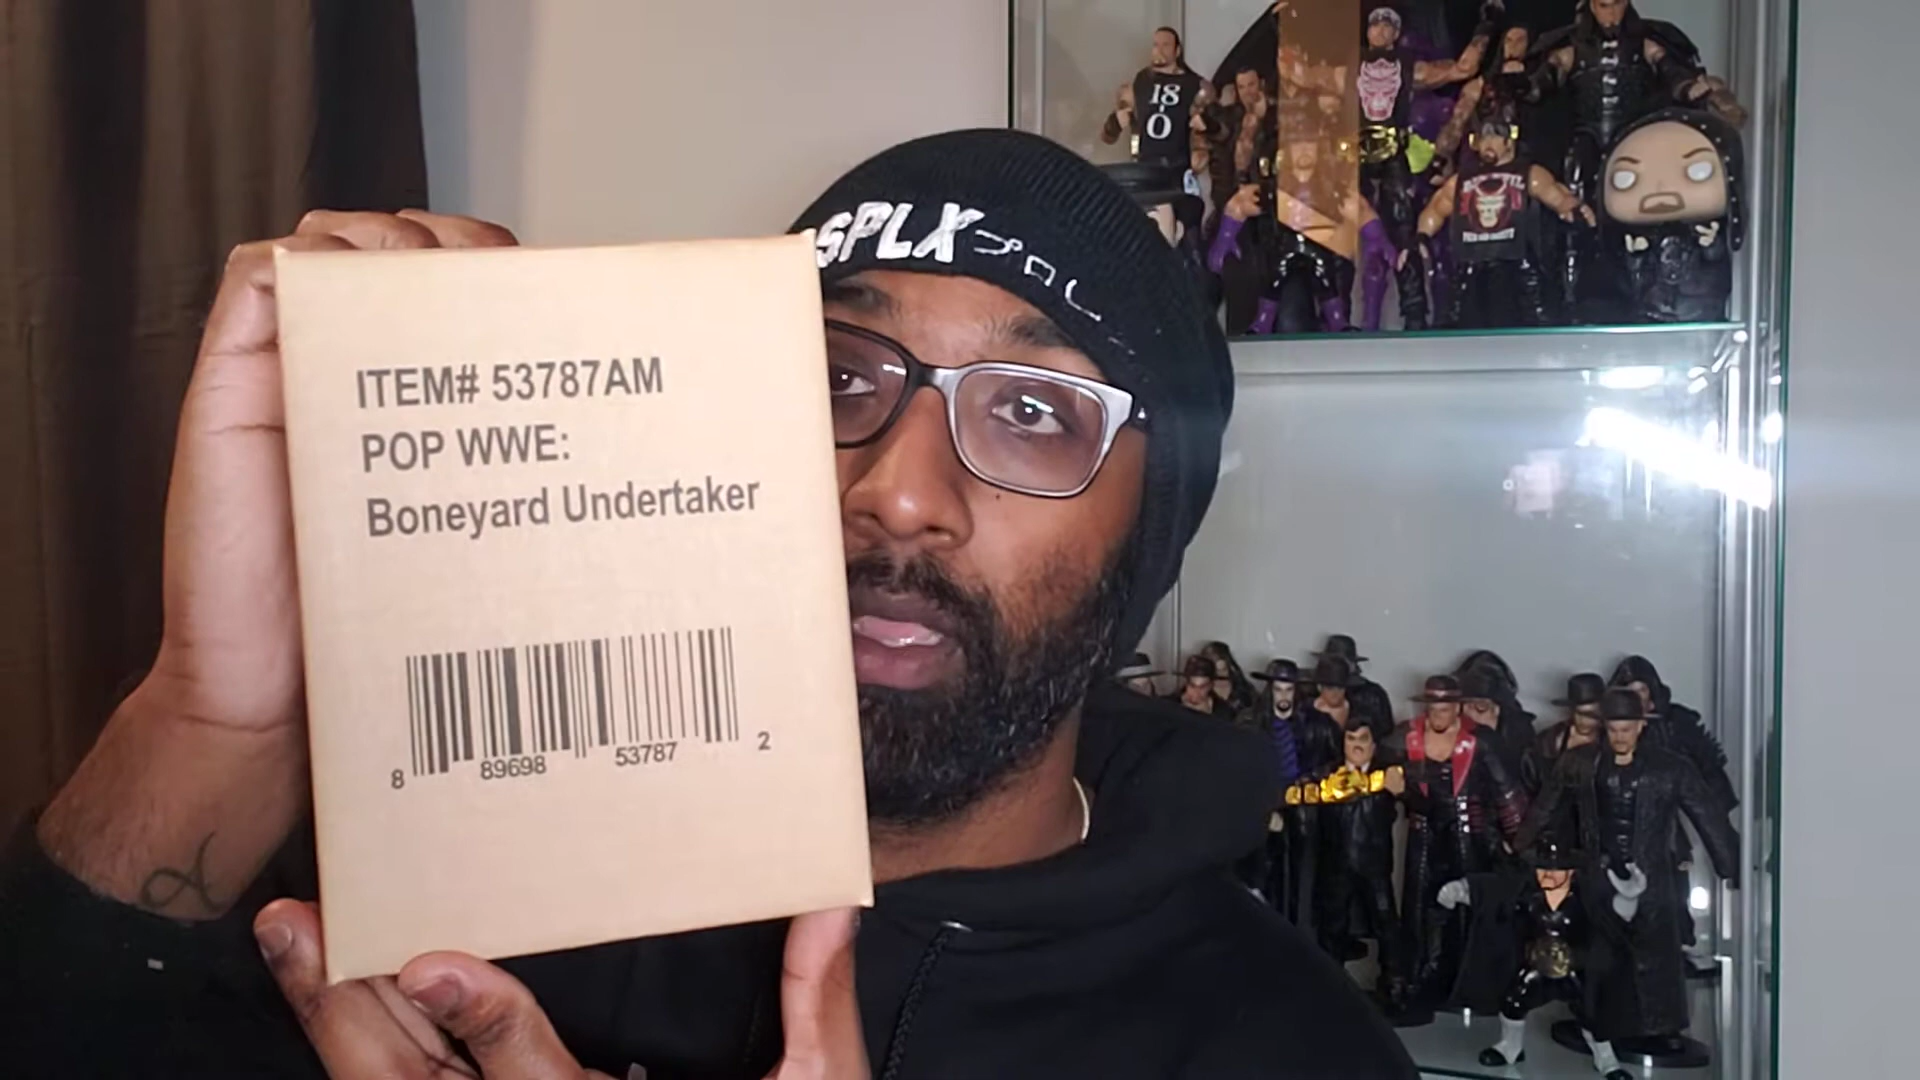 ITEM# 53787AM
POP WWE:
Boneyard Undertaker
8 89698 53787 2
SPLX
18-0